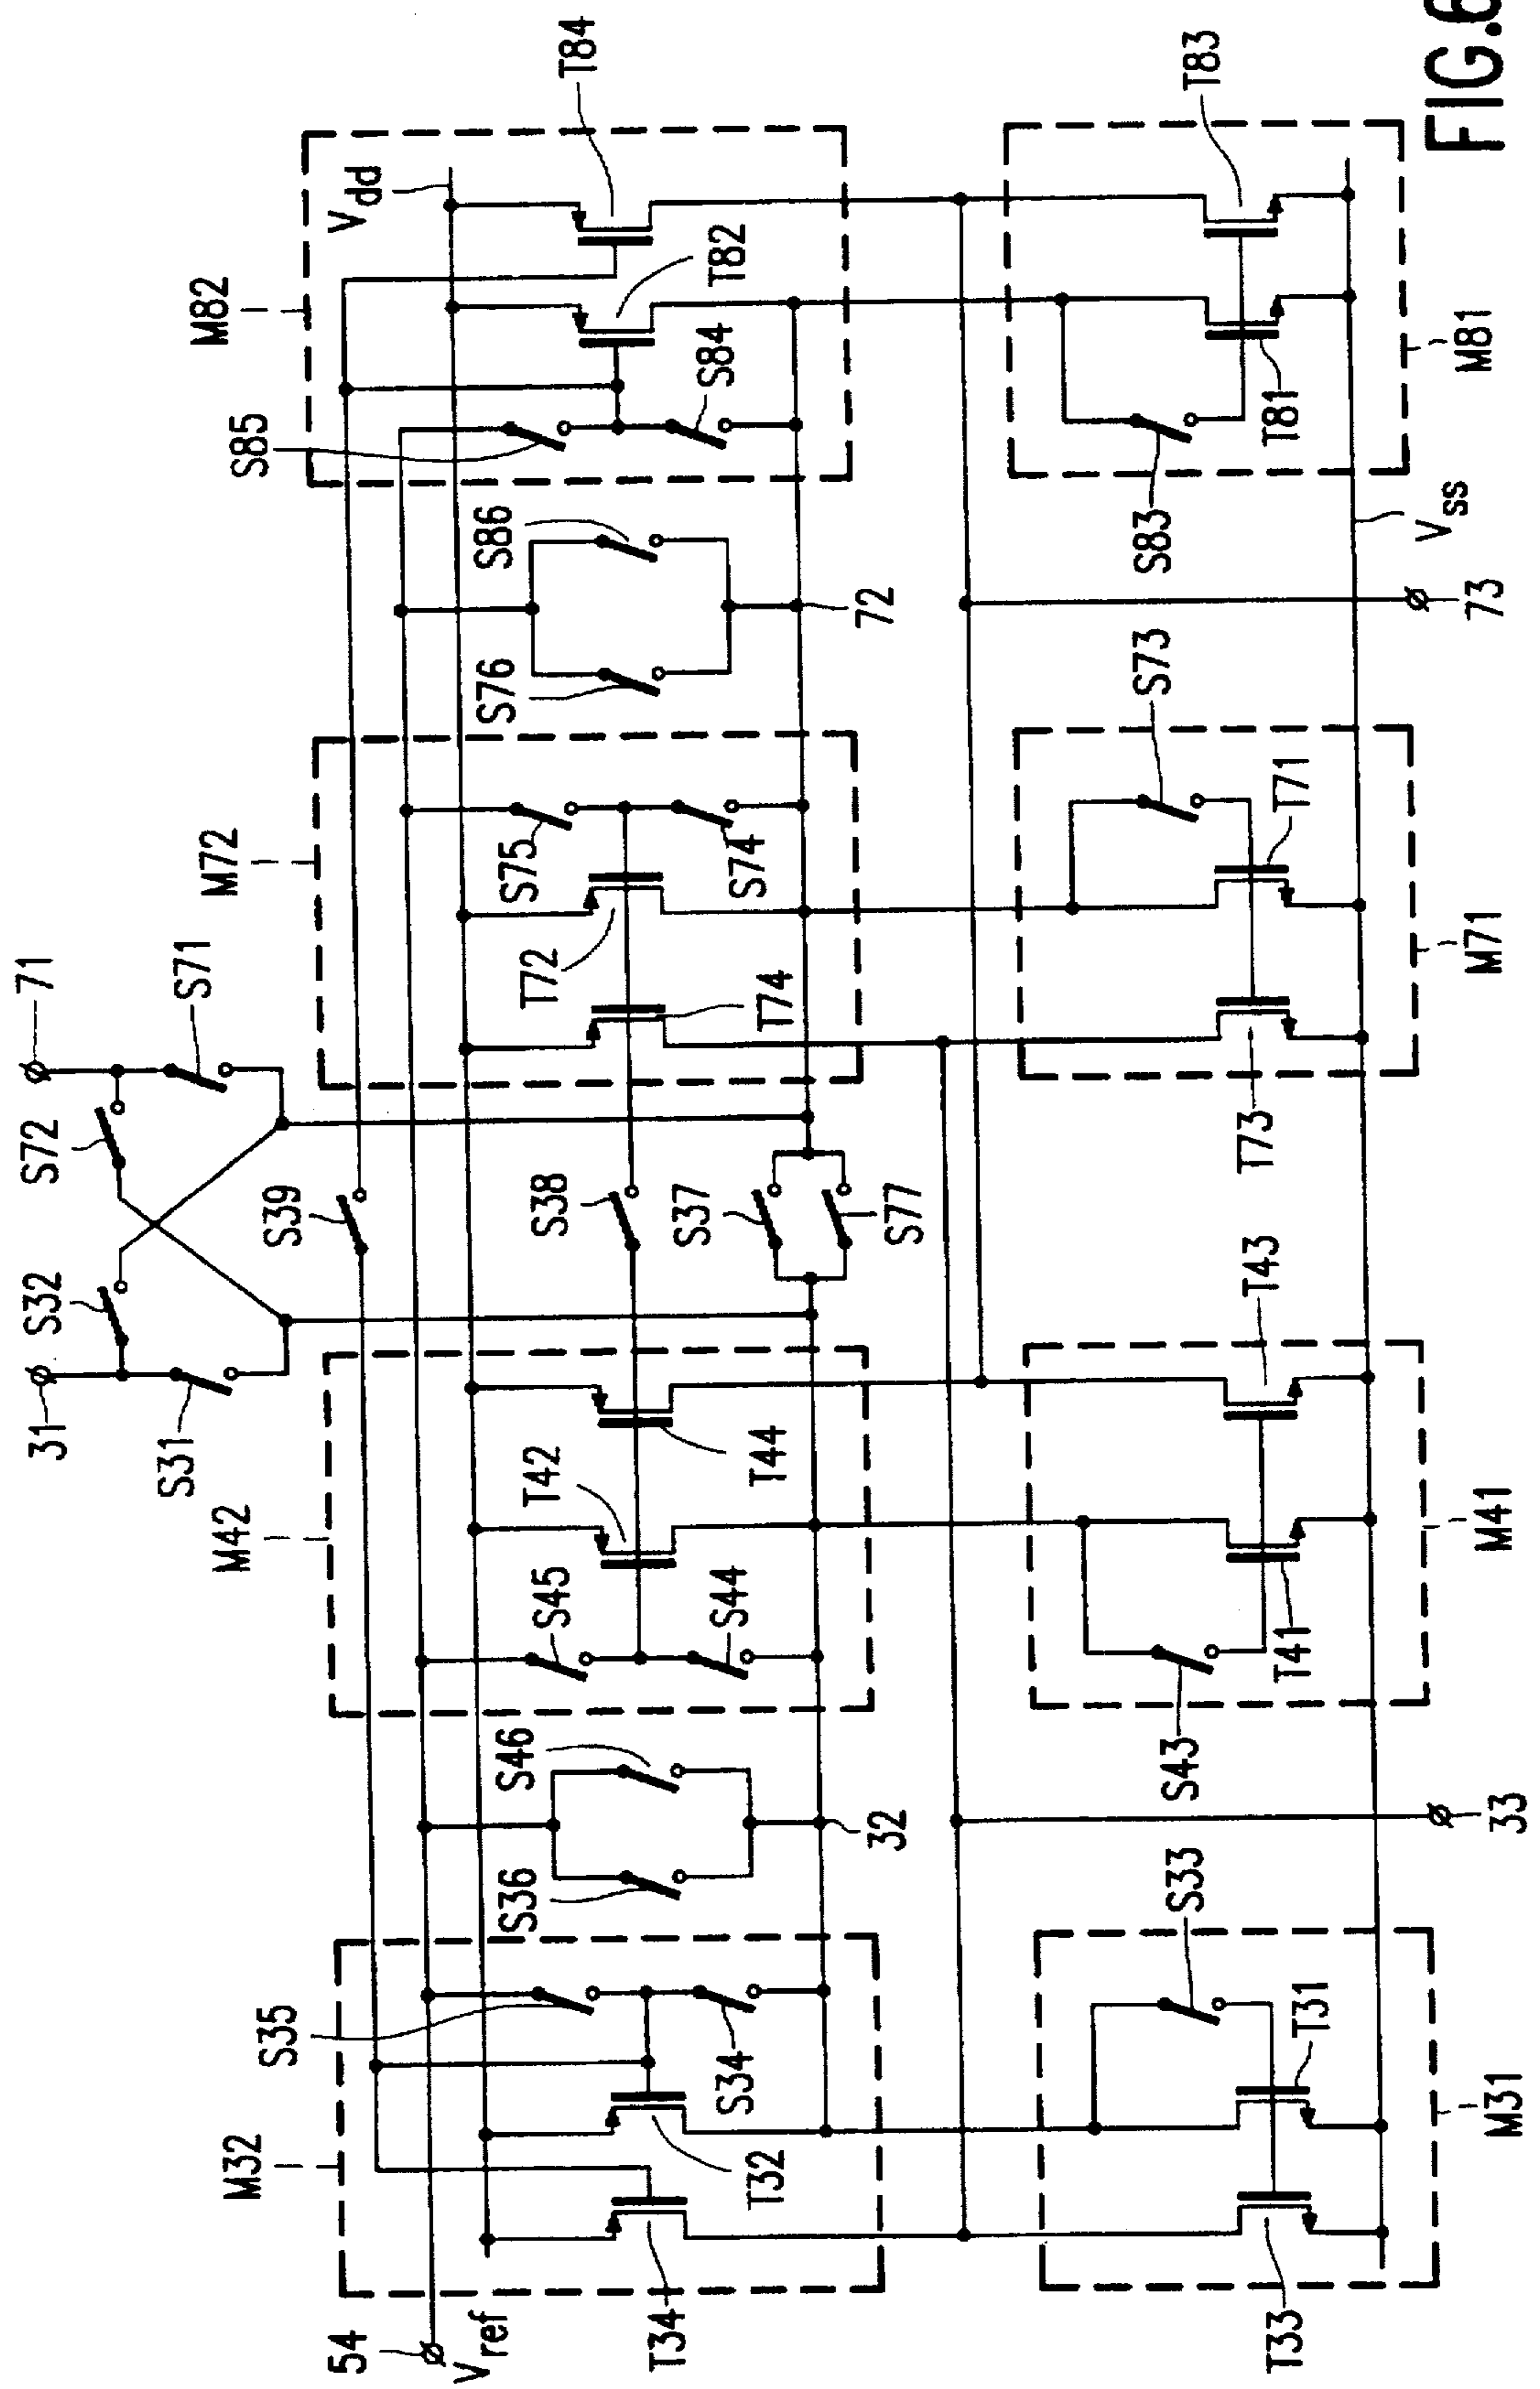 FIG.6
31
71
S31
S32
S72
S71
S39
M32
M42
M72
M82
54
Vref
S35
S85
Vdd
T84
S36
S46
S45
T42
S38
T72
S75
S76
S86
T34
T32
S34
S44
T44
S37
T74
S74
S84
T82
32
S77
72
S33
S43
T43
T73
S73
S83
T83
T33
T31
T41
T71
T81
M31
33
M41
M71
73
Vss
M81